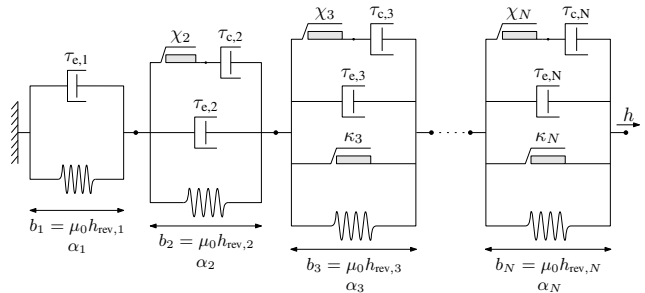 τe,1
b1 = μ0hrev,1
α1
χ2
τc,2
τe,2
b2 = μ0hrev,2
α2
χ3
τc,3
τe,3
κ3
b3 = μ0hrev,3
α3
χN
τc,N
τe,N
κN
bN = μ0hrev,N
αN
h